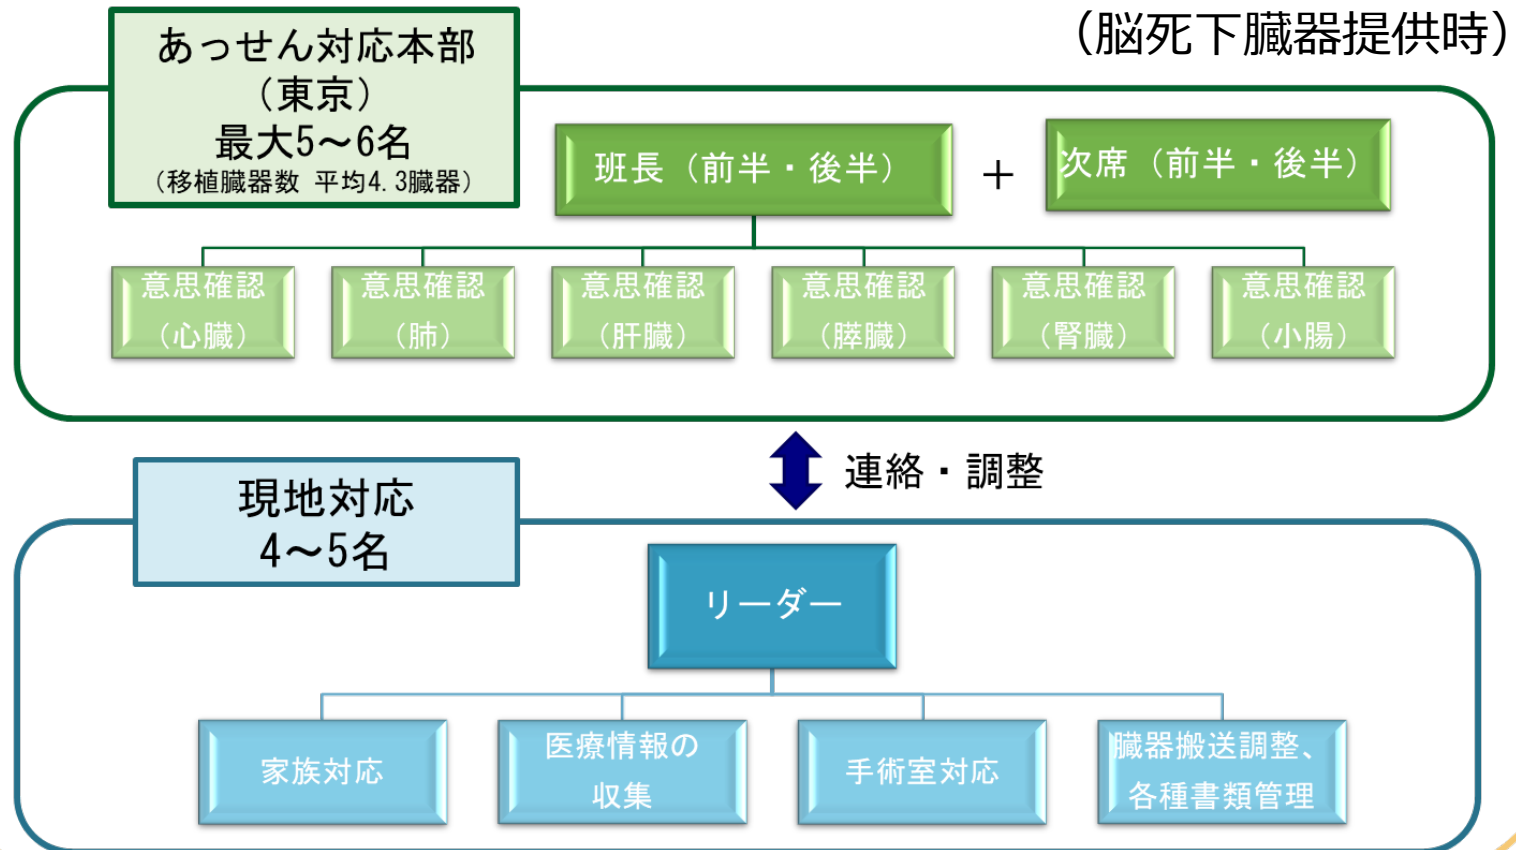 （脳死下臓器提供時）
あっせん対応本部
（東京）
最大5～6名
（移植臓器数 平均4.3臓器）
班長（前半・後半）
＋
次席（前半・後半）
意思確認
（心臓）
意思確認
（肺）
意思確認
（肝臓）
意思確認
（膵臓）
意思確認
（腎臓）
意思確認
（小腸）
連絡・調整
現地対応
4～5名
リーダー
家族対応
医療情報の
収集
手術室対応
臓器搬送調整、
各種書類管理